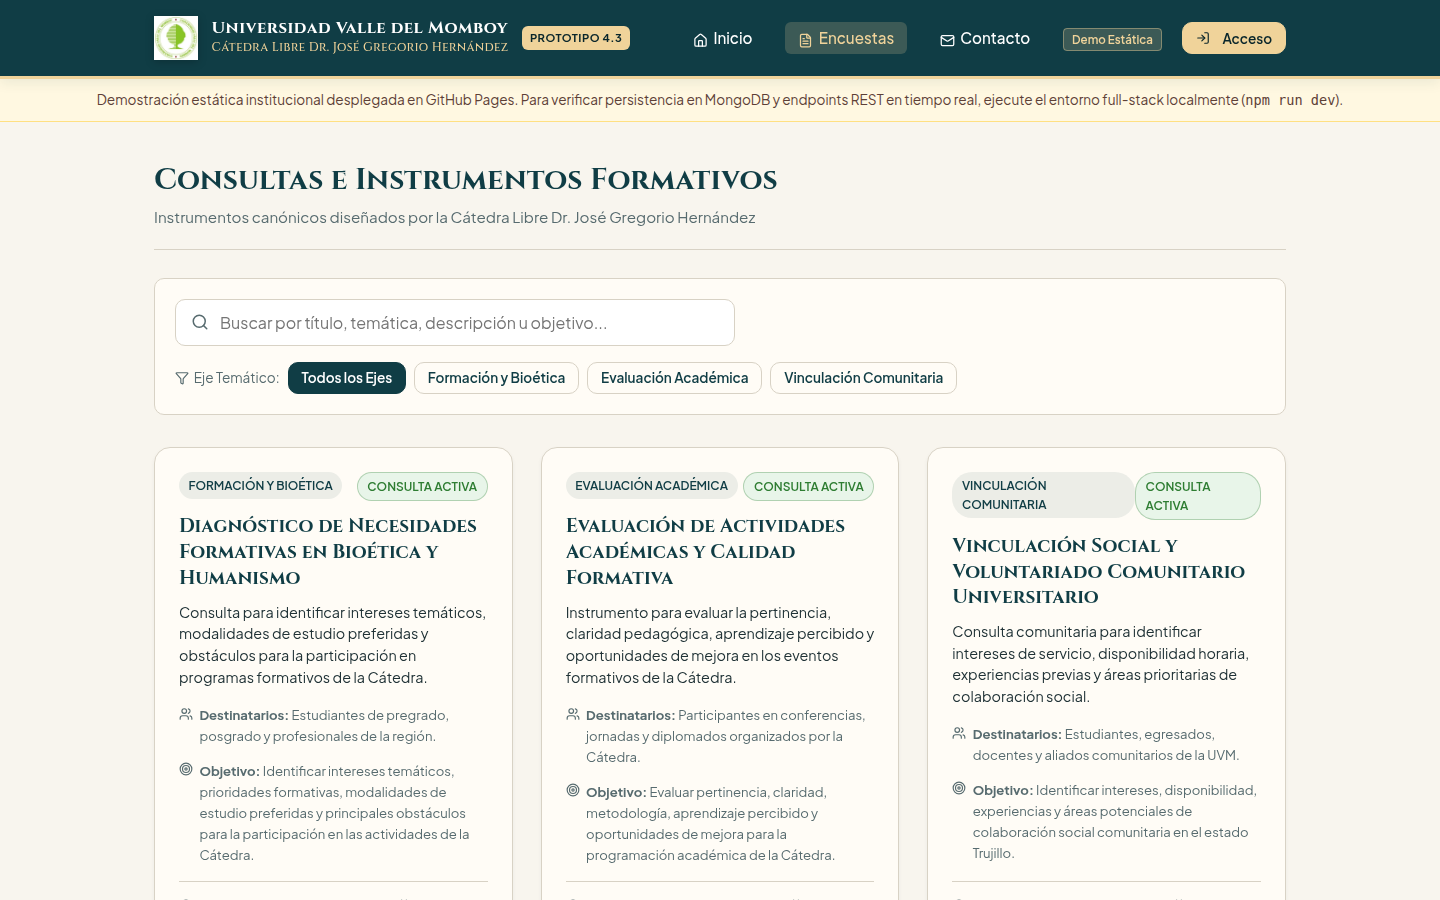 Universidad Valle del Momboy
Cátedra Libre Dr. José Gregorio Hernández
PROTOTIPO 4.3
Inicio
Encuestas
Contacto
Demo Estática
Acceso
Demostración estática institucional desplegada en GitHub Pages. Para verificar persistencia en MongoDB y endpoints REST en tiempo real, ejecute el entorno full-stack localmente (npm run dev).
Consultas e Instrumentos Formativos
Instrumentos canónicos diseñados por la Cátedra Libre Dr. José Gregorio Hernández
Buscar por título, temática, descripción u objetivo...
Eje Temático:
Todos los Ejes
Formación y Bioética
Evaluación Académica
Vinculación Comunitaria
FORMACIÓN Y BIOÉTICA
CONSULTA ACTIVA
Diagnóstico de Necesidades
Formativas en Bioética y
Humanismo
Consulta para identificar intereses temáticos,
modalidades de estudio preferidas y
obstáculos para la participación en
programas formativos de la Cátedra.
Destinatarios: Estudiantes de pregrado,
posgrado y profesionales de la región.
Objetivo: Identificar intereses temáticos,
prioridades formativas, modalidades de
estudio preferidas y principales obstáculos
para la participación en las actividades de la
Cátedra.
EVALUACIÓN ACADÉMICA
CONSULTA ACTIVA
Evaluación de Actividades
Académicas y Calidad
Formativa
Instrumento para evaluar la pertinencia,
claridad pedagógica, aprendizaje percibido y
oportunidades de mejora en los eventos
formativos de la Cátedra.
Destinatarios: Participantes en conferencias,
jornadas y diplomados organizados por la
Cátedra.
Objetivo: Evaluar pertinencia, claridad,
metodología, aprendizaje percibido y
oportunidades de mejora para la
programación académica de la Cátedra.
VINCULACIÓN
COMUNITARIA
CONSULTA
ACTIVA
Vinculación Social y
Voluntariado Comunitario
Universitario
Consulta comunitaria para identificar
intereses de servicio, disponibilidad horaria,
experiencias previas y áreas prioritarias de
colaboración social.
Destinatarios: Estudiantes, egresados,
docentes y aliados comunitarios de la UVM.
Objetivo: Identificar intereses, disponibilidad,
experiencias y áreas potenciales de
colaboración social comunitaria en el estado
Trujillo.